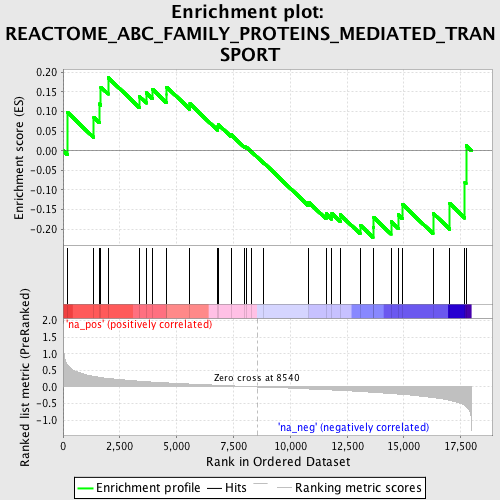 Enrichment plot:
REACTOME_ABC_FAMILY_PROTEINS_MEDIATED_TRAN
SPORT
Enrichment score (ES)
0.20
0.15
0.10
0.05
0.00
-0.05
-0.10
-0.15
-0.20
'na_pos' (positively correlated)
Ranked list metric (PreRanked)
2.0
1.5
1.0
0.5
0.0
-0.5
-1.0
Zero cross at 8540
'na_neg' (negatively correlated)
0
2,500
5,000
7,500
10,000
12,500
15,000
17,500
Rank in Ordered Dataset
Enrichment profile
Hits
Ranking metric scores